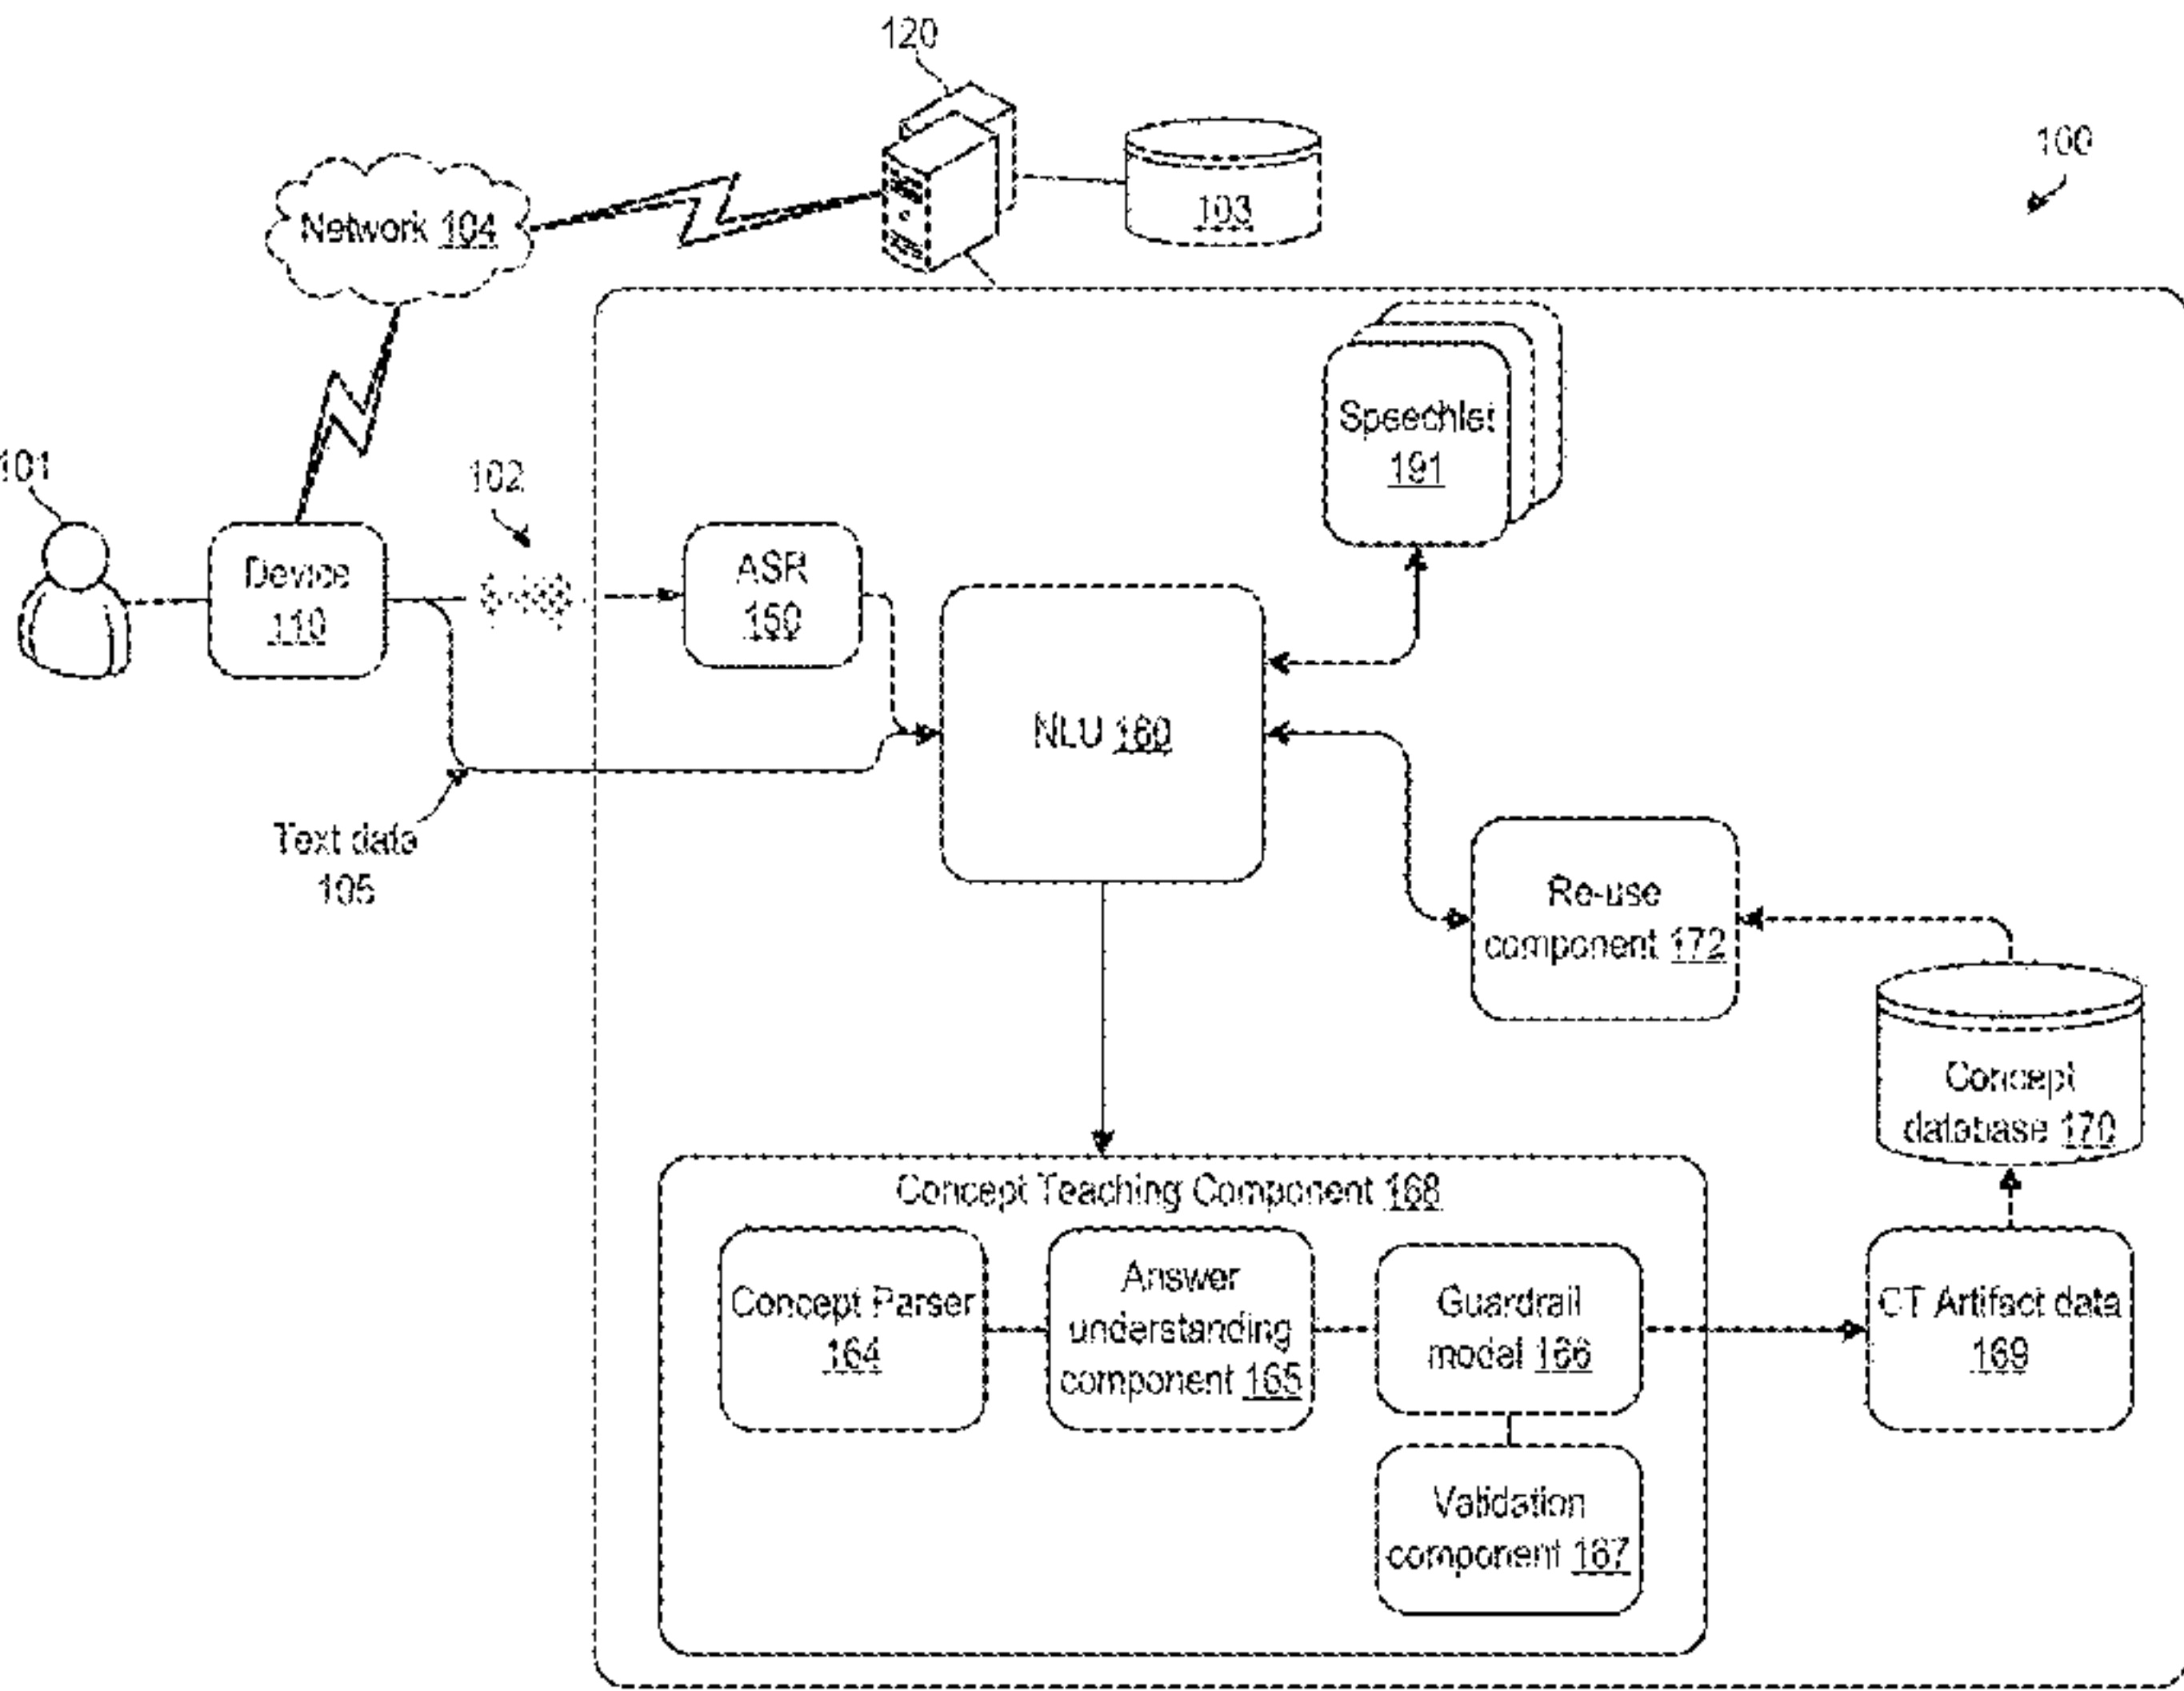 120
100
Network 104
103
Speechlet
191
101
102
Device
110
ASR
150
NLU 160
Text data
105
Re-use
component 172
Concept
database 170
Concept Teaching Component 168
Concept Parser
164
Answer
understanding
component 165
Guardrail
modal 166
CT Artifact data
169
Validation
component 167